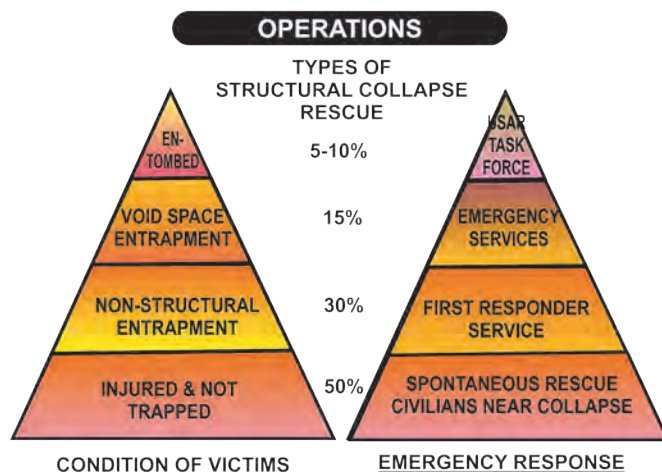 OPERATIONS
TYPES OF
STRUCTURAL COLLAPSE
RESCUE
EN-
TOMBED
5-10%
USAR
TASK
FORCE
VOID SPACE
ENTRAPMENT
15%
EMERGENCY
SERVICES
NON-STRUCTURAL
ENTRAPMENT
30%
FIRST RESPONDER
SERVICE
INJURED & NOT
TRAPPED
50%
SPONTANEOUS RESCUE
CIVILIANS NEAR COLLAPSE
CONDITION OF VICTIMS
EMERGENCY RESPONSE